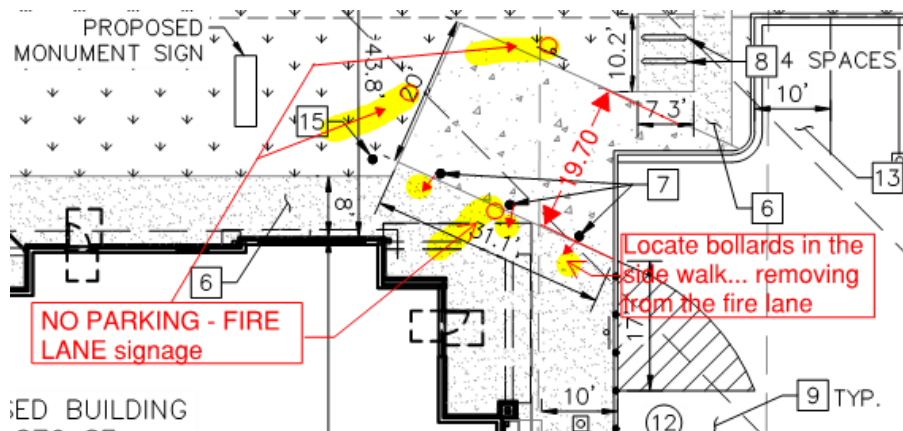 PROPOSED
MONUMENT SIGN
43.8'
20'
10.2'
8
4 SPACES
7.3'
10'
15
19.70
13
7
6
8'
31.1'
6
Locate bollards in the
side walk... removing
from the fire lane
NO PARKING - FIRE
LANE signage
17'
10'
9 TYP.
12
SED BUILDING